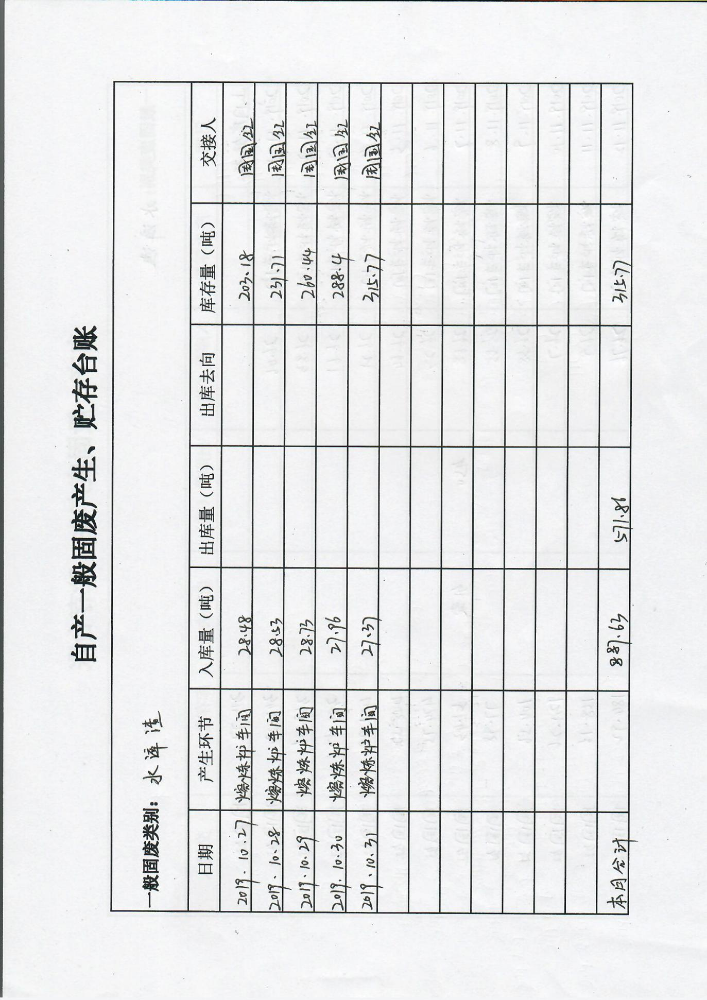 自产一般固废产生、贮存台账
一般固废类别：水淬渣
日期 产生环节 入库量（吨） 出库量（吨） 出库去向 库存量（吨） 交接人
2019.10.27 熔炼炉车间 28.48 203.18 周国红
2019.10.28 熔炼炉车间 28.53 231.71 周国红
2019.10.29 熔炼炉车间 28.73 260.44 周国红
2019.10.30 熔炼炉车间 27.96 288.4 周国红
2019.10.31 熔炼炉车间 27.37 315.77 周国红
本月合计 887.63 571.86 315.77